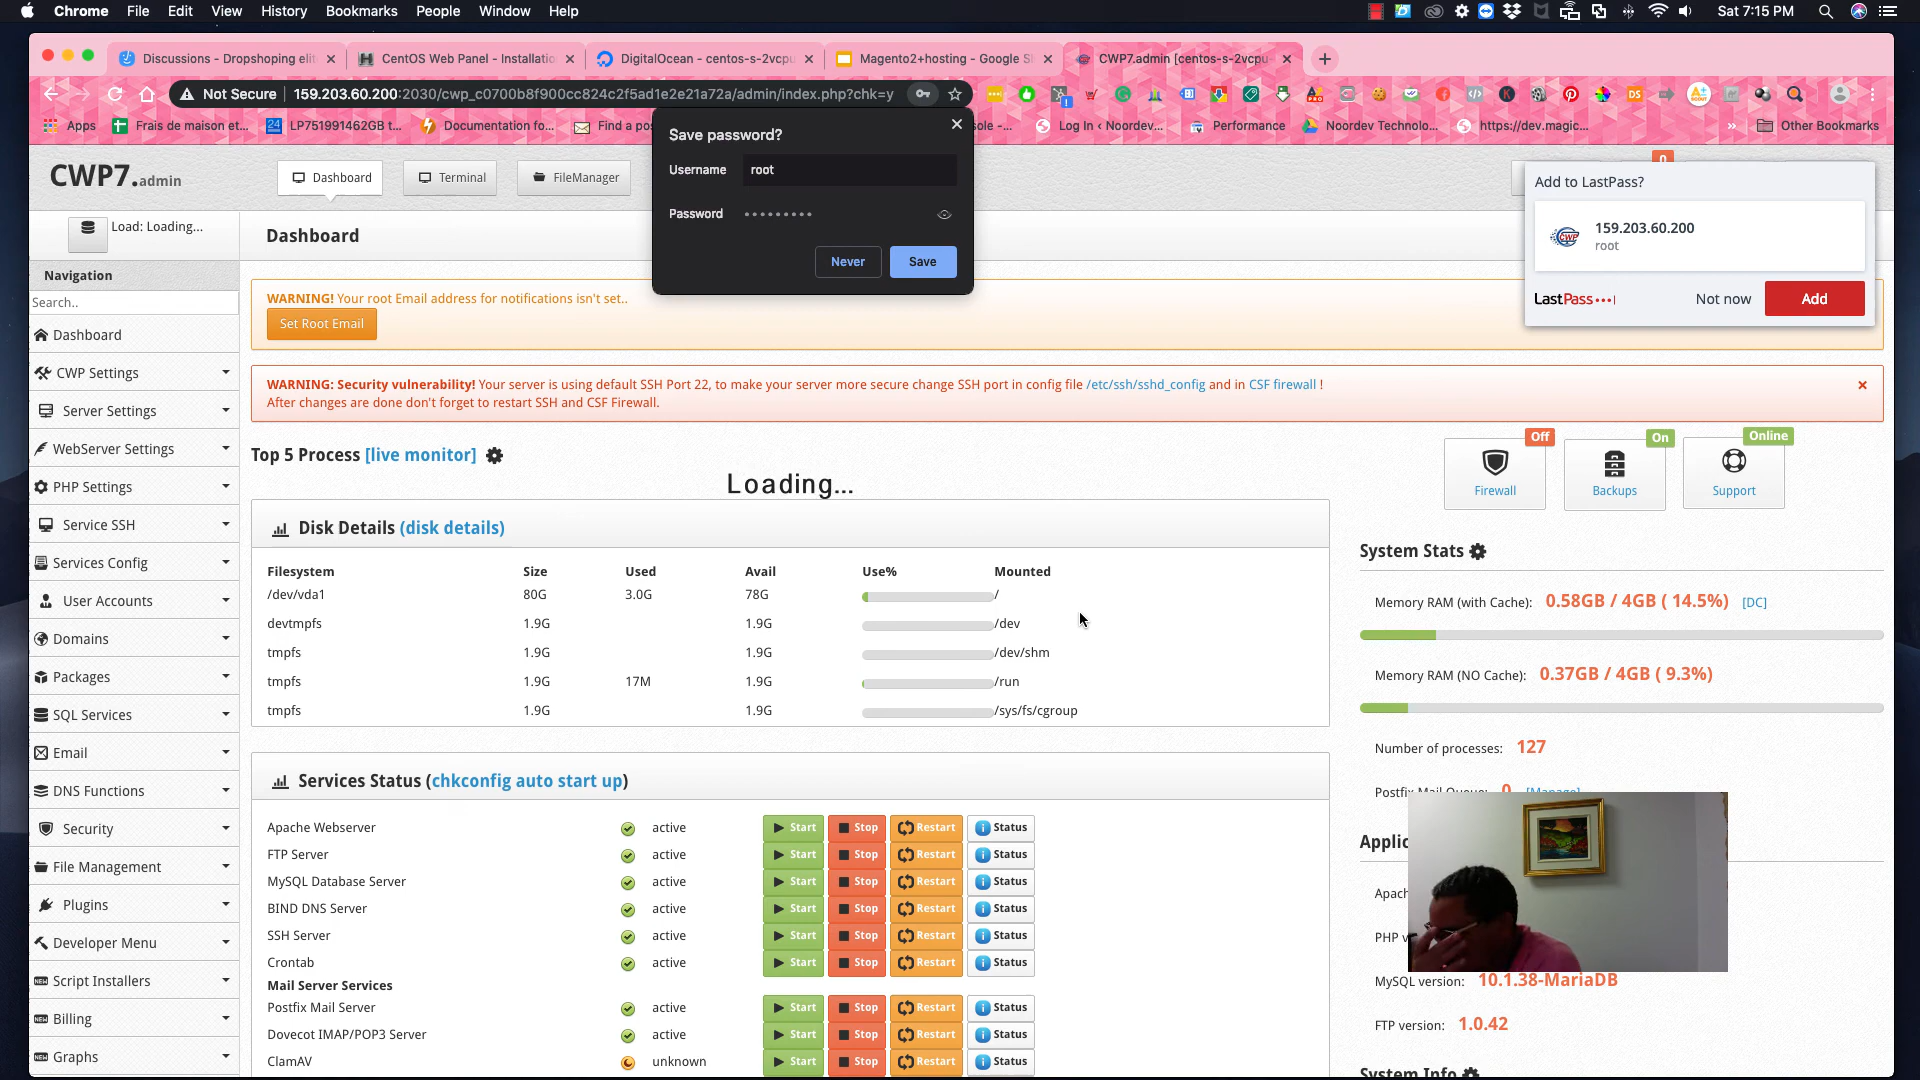 Chrome File Edit View History Bookmarks People Window Help Sat 7:15 PM
Discussions - Dropshoping elit
CentOS Web Panel - Installatio
DigitalOcean - centos-s-2vcpu
Magento2+hosting - Google S
CWP7.admin [centos-s-2vcpu-
Not Secure 159.203.60.200:2030/cwp_c0700b8f900cc824c2f5ad1e2e21a72a/admin/index.php?chk=y
Apps Frais de maison et... LP751991462GB t... Documentation fo... Find a po sole -... Log In ‹ Noordev... Performance Noordev Technolo... https://dev.magic... » Other Bookmarks
Save password?
Username root
Password •••••••••
Never Save
CWP7.admin
Dashboard Terminal FileManager
0
Add to LastPass?
159.203.60.200
root
LastPass•••|
Not now Add
Load: Loading...
Dashboard
Navigation
Search..
Dashboard
CWP Settings
Server Settings
WebServer Settings
PHP Settings
Service SSH
Services Config
User Accounts
Domains
Packages
SQL Services
Email
DNS Functions
Security
File Management
Plugins
Developer Menu
Script Installers
Billing
Graphs
WARNING! Your root Email address for notifications isn't set..
Set Root Email
WARNING: Security vulnerability! Your server is using default SSH Port 22, to make your server more secure change SSH port in config file /etc/ssh/sshd_config and in CSF firewall !
After changes are done don't forget to restart SSH and CSF Firewall.
Top 5 Process [live monitor]
Loading...
Disk Details (disk details)
Filesystem Size Used Avail Use% Mounted
/dev/vda1 80G 3.0G 78G /
devtmpfs 1.9G 1.9G /dev
tmpfs 1.9G 1.9G /dev/shm
tmpfs 1.9G 17M 1.9G /run
tmpfs 1.9G 1.9G /sys/fs/cgroup
Services Status (chkconfig auto start up)
Apache Webserver active Start Stop Restart Status
FTP Server active Start Stop Restart Status
MySQL Database Server active Start Stop Restart Status
BIND DNS Server active Start Stop Restart Status
SSH Server active Start Stop Restart Status
Crontab active Start Stop Restart Status
Mail Server Services
Postfix Mail Server active Start Stop Restart Status
Dovecot IMAP/POP3 Server active Start Stop Restart Status
ClamAV unknown Start Stop Restart Status
Off On Online
Firewall Backups Support
System Stats
Memory RAM (with Cache): 0.58GB / 4GB ( 14.5%) [DC]
Memory RAM (NO Cache): 0.37GB / 4GB ( 9.3%)
Number of processes: 127
Postfix Mail Queue: 0 [Manage]
Applic
Apach
PHP v
MySQL version: 10.1.38-MariaDB
FTP version: 1.0.42
System Info